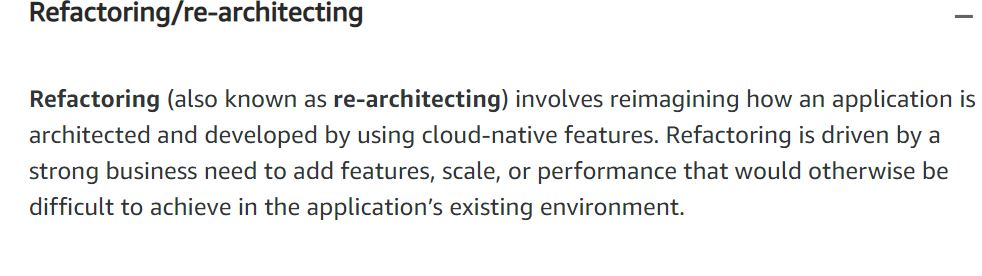 Refactoring/re-architecting
Refactoring (also known as re-architecting) involves reimagining how an application is
architected and developed by using cloud-native features. Refactoring is driven by a
strong business need to add features, scale, or performance that would otherwise be
difficult to achieve in the application’s existing environment.